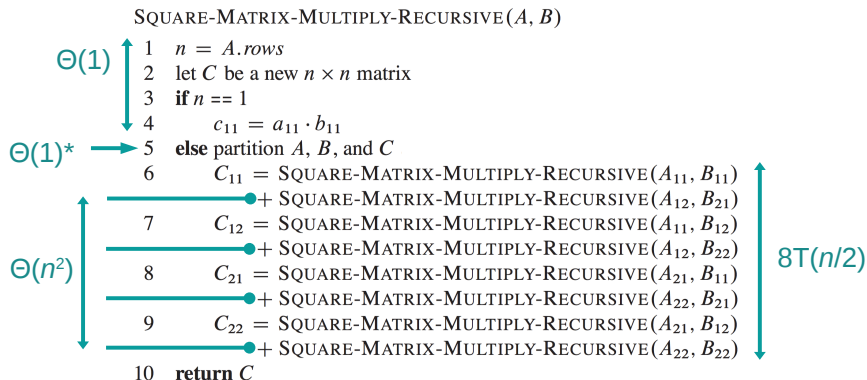 SQUARE-MATRIX-MULTIPLY-RECURSIVE(A, B)
Θ(1)
1 n = A.rows
2 let C be a new n × n matrix
3 if n == 1
4 c₁₁ = a₁₁ · b₁₁
Θ(1)*
5 else partition A, B, and C
6 C₁₁ = SQUARE-MATRIX-MULTIPLY-RECURSIVE(A₁₁, B₁₁)
+ SQUARE-MATRIX-MULTIPLY-RECURSIVE(A₁₂, B₂₁)
7 C₁₂ = SQUARE-MATRIX-MULTIPLY-RECURSIVE(A₁₁, B₁₂)
+ SQUARE-MATRIX-MULTIPLY-RECURSIVE(A₁₂, B₂₂)
Θ(n²)
8T(n/2)
8 C₂₁ = SQUARE-MATRIX-MULTIPLY-RECURSIVE(A₂₁, B₁₁)
+ SQUARE-MATRIX-MULTIPLY-RECURSIVE(A₂₂, B₂₁)
9 C₂₂ = SQUARE-MATRIX-MULTIPLY-RECURSIVE(A₂₁, B₁₂)
+ SQUARE-MATRIX-MULTIPLY-RECURSIVE(A₂₂, B₂₂)
10 return C